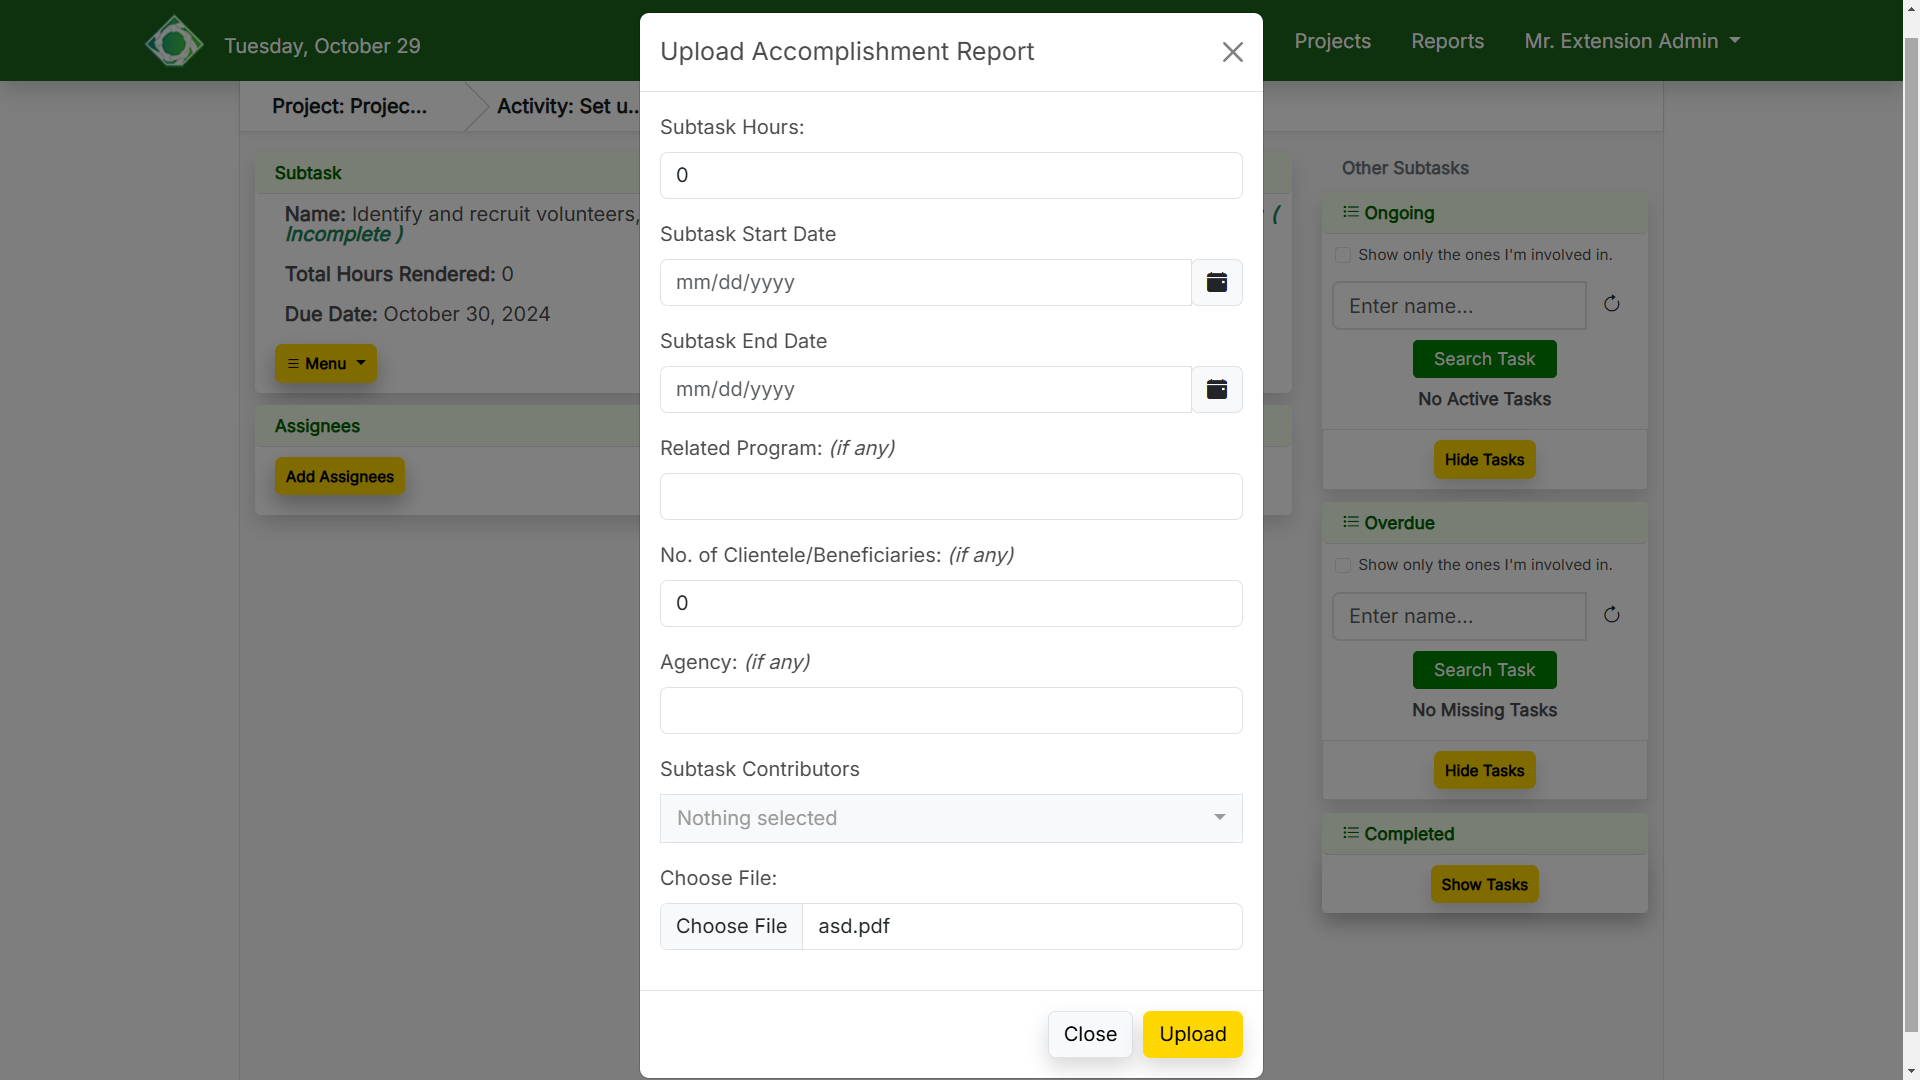 Tuesday, October 29
Projects
Reports
Mr. Extension Admin
Project: Projec...
Activity: Set u...
Subtask
Name: Identify and recruit volunteers,
(
Incomplete )
Total Hours Rendered: 0
Due Date: October 30, 2024
Menu
Assignees
Add Assignees
Upload Accomplishment Report
Subtask Hours:
0
Subtask Start Date
mm/dd/yyyy
Subtask End Date
mm/dd/yyyy
Related Program: (if any)
No. of Clientele/Beneficiaries: (if any)
0
Agency: (if any)
Subtask Contributors
Nothing selected
Choose File:
Choose File
asd.pdf
Close
Upload
Other Subtasks
Ongoing
Show only the ones I'm involved in.
Enter name...
Search Task
No Active Tasks
Hide Tasks
Overdue
Show only the ones I'm involved in.
Enter name...
Search Task
No Missing Tasks
Hide Tasks
Completed
Show Tasks